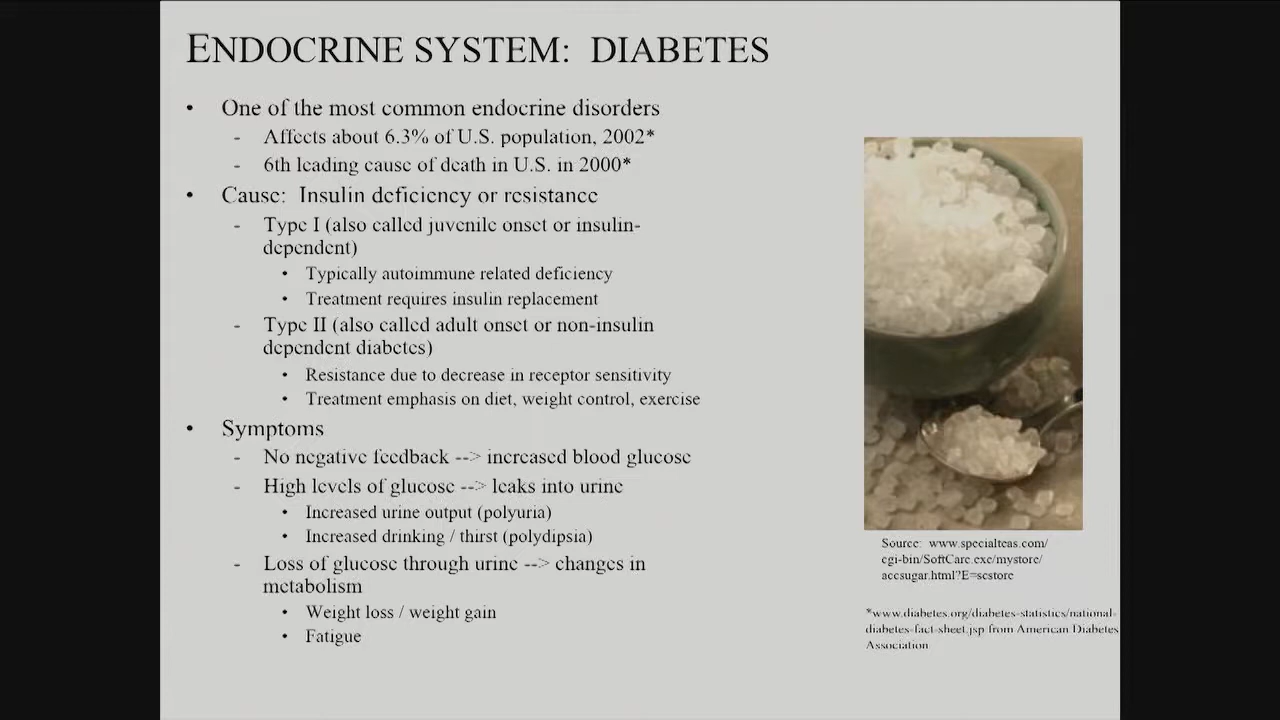 ENDOCRINE SYSTEM: DIABETES
• One of the most common endocrine disorders
- Affects about 6.3% of U.S. population, 2002*
- 6th leading cause of death in U.S. in 2000*
• Cause: Insulin deficiency or resistance
- Type I (also called juvenile onset or insulin-
dependent)
• Typically autoimmune related deficiency
• Treatment requires insulin replacement
- Type II (also called adult onset or non-insulin
dependent diabetes)
• Resistance due to decrease in receptor sensitivity
• Treatment emphasis on diet, weight control, exercise
• Symptoms
- No negative feedback --> increased blood glucose
- High levels of glucose --> leaks into urine
• Increased urine output (polyuria)
• Increased drinking / thirst (polydipsia)
- Loss of glucose through urine --> changes in
metabolism
• Weight loss / weight gain
• Fatigue
Source: www.specialteas.com/
cgi-bin/SoftCare.exe/mystore/
accsugar.html?E=scstore
*www.diabetes.org/diabetes-statistics/national-
diabetes-fact-sheet.jsp from American Diabetes
Association